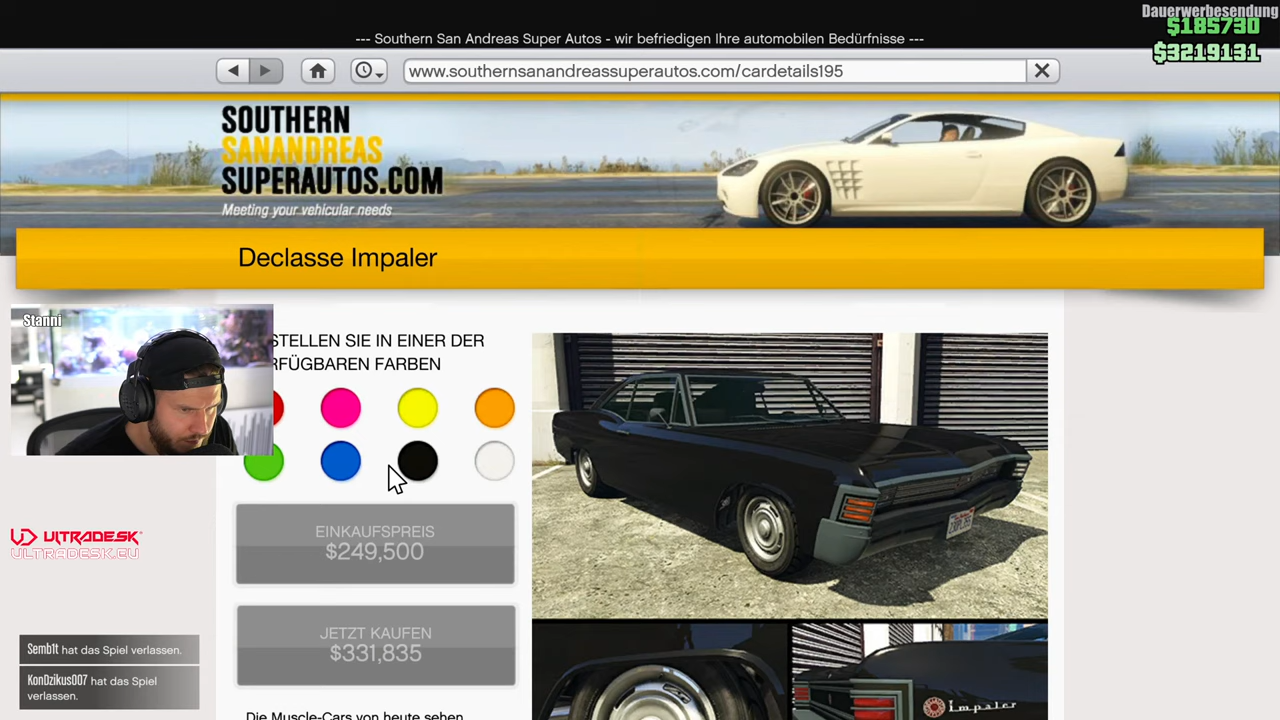 Dauerwerbesendung
$185730
$3219131
--- Southern San Andreas Super Autos - wir befriedigen Ihre automobilen Bedürfnisse ---
www.southernsanandreassuperautos.com/cardetails195
SOUTHERN
SANANDREAS
SUPERAUTOS.COM
Meeting your vehicular needs
Declasse Impaler
Stanni
STELLEN SIE IN EINER DER
RFÜGBAREN FARBEN
EINKAUFSPREIS
$249,500
JETZT KAUFEN
$331,835
ULTRADESK
ULTRADESK.EU
Semb1t hat das Spiel verlassen.
KonDzikus007 hat das Spiel
verlassen.
Die Muscle-Cars von heute sehen
Impaler